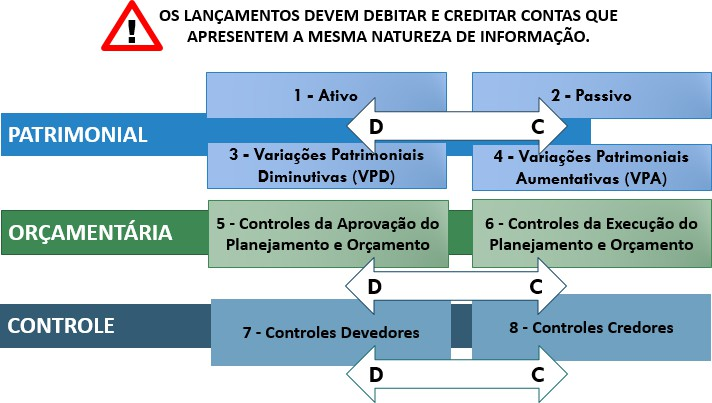 OS LANÇAMENTOS DEVEM DEBITAR E CREDITAR CONTAS QUE
APRESENTEM A MESMA NATUREZA DE INFORMAÇÃO.
!
1 - Ativo
2 - Passivo
D
C
PATRIMONIAL
3 - Variações Patrimoniais
Diminutivas (VPD)
4 - Variações Patrimoniais
Aumentativas (VPA)
ORÇAMENTÁRIA
5 - Controles da Aprovação do
Planejamento e Orçamento
6 - Controles da Execução do
Planejamento e Orçamento
D
C
CONTROLE
7 - Controles Devedores
8 - Controles Credores
D
C